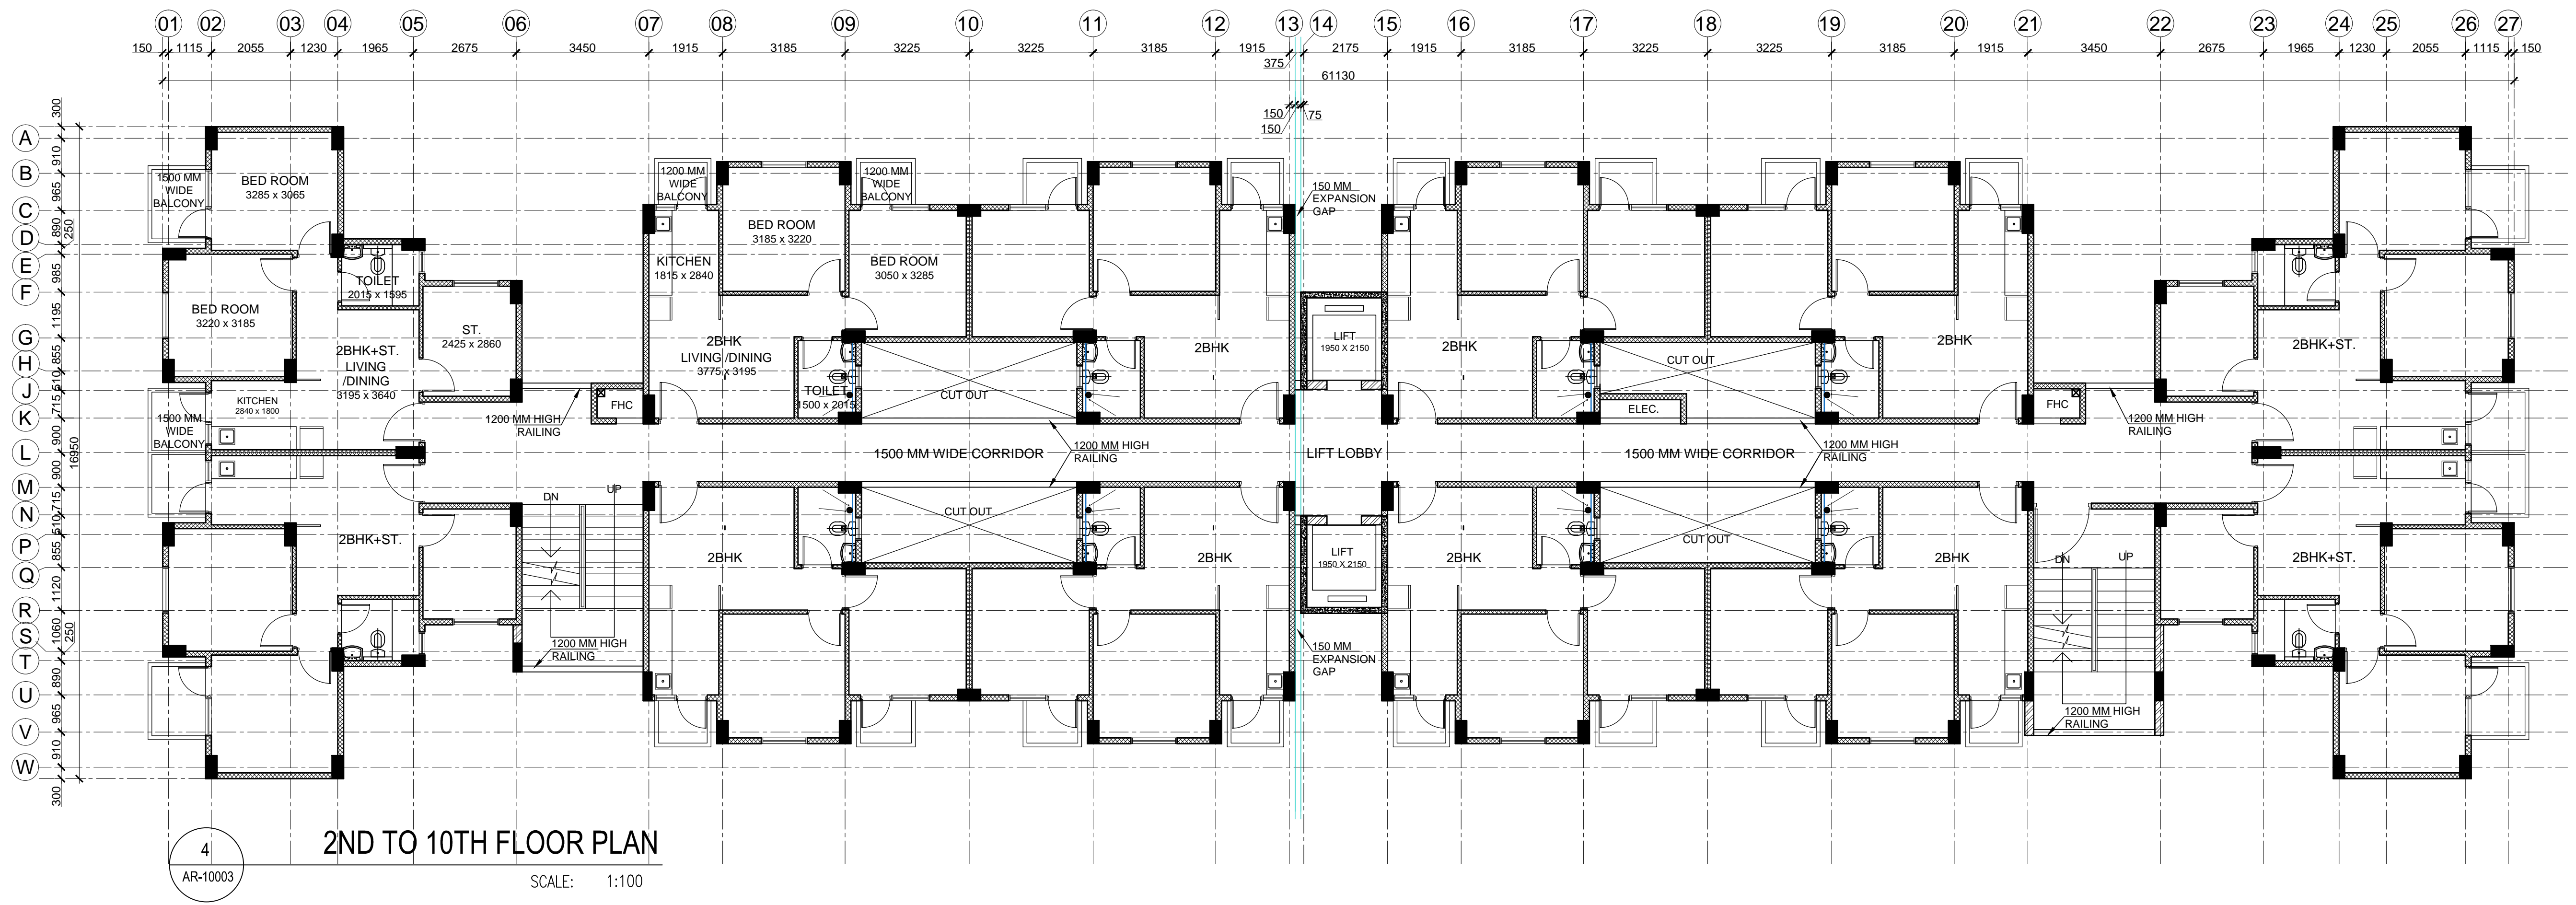 01 02 03 04 05 06 07 08 09 10 11 12 13 14 15 16 17 18 19 20 21 22 23 24 25 26 27
150 1115 2055 1230 1965 2675 3450 1915 3185 3225 3225 3185 1915 2175 1915 3185 3225 3225 3185 1915 3450 2675 1965 1230 2055 1115 150
375
61130
150 75
150
A
B
C
D
E
F
G
H
J
K
L
M
N
P
Q
R
S
T
U
V
W
300
910
965
890
250
985
1195
855
510
715
900
16950
900
715
510
855
1120
1060
250
890
965
910
300
1500 MM
WIDE
BALCONY
BED ROOM
3285 x 3065
BED ROOM
3220 x 3185
TOILET
2015 x 1595
ST.
2425 x 2860
2BHK+ST.
LIVING
/DINING
3195 x 3640
KITCHEN
2840 x 1800
1500 MM
WIDE
BALCONY
2BHK+ST.
1200 MM HIGH
RAILING
FHC
DN
UP
1200 MM HIGH
RAILING
1200 MM
WIDE
BALCONY
BED ROOM
3185 x 3220
1200 MM
WIDE
BALCONY
KITCHEN
1815 x 2840
BED ROOM
3050 x 3285
2BHK
LIVING /DINING
3775 x 3195
TOILET
1500 x 2015
CUT OUT
2BHK
1500 MM WIDE CORRIDOR
1200 MM HIGH
RAILING
CUT OUT
2BHK
2BHK
150 MM
EXPANSION
GAP
LIFT
1950 X 2150
LIFT LOBBY
LIFT
1950 X 2150
150 MM
EXPANSION
GAP
2BHK
CUT OUT
ELEC.
2BHK
1500 MM WIDE CORRIDOR
1200 MM HIGH
RAILING
2BHK
CUT OUT
2BHK
FHC
1200 MM HIGH
RAILING
DN
UP
1200 MM HIGH
RAILING
2BHK+ST.
2BHK+ST.
4
AR-10003
2ND TO 10TH FLOOR PLAN
SCALE: 1:100